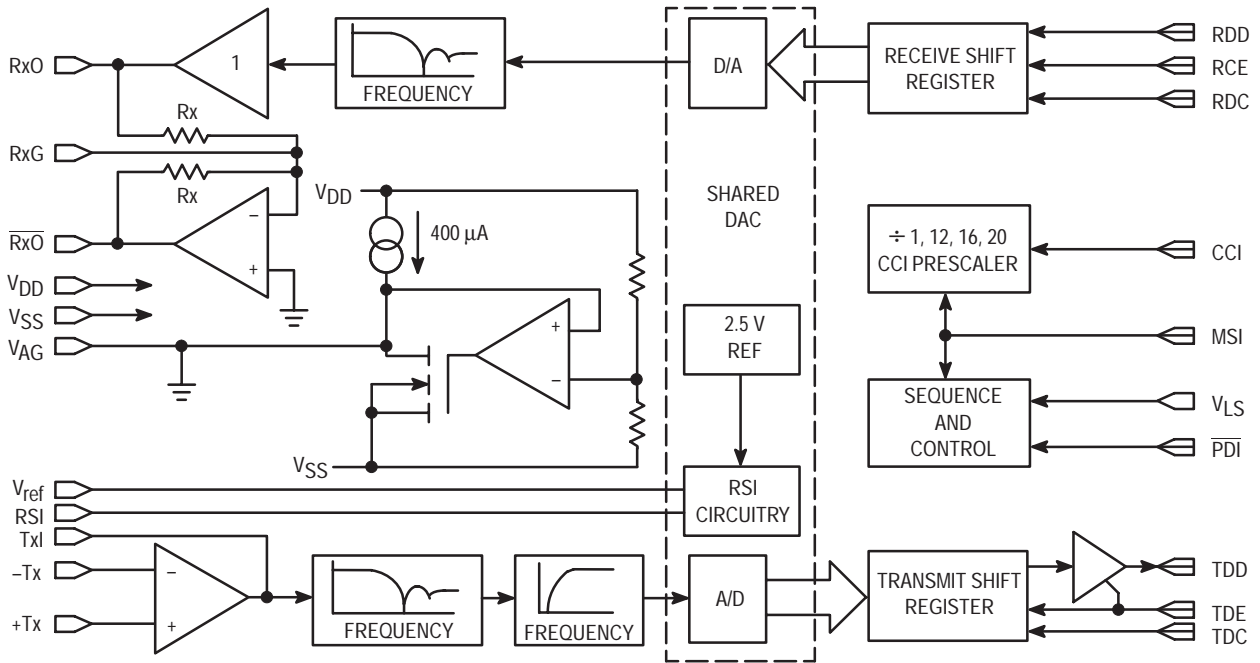 RxO
RxG
RxO
VDD
VSS
VAG
Vref
RSI
TxI
–Tx
+Tx
1
Rx
Rx
–
+
FREQUENCY
VDD
400 μA
+
–
VSS
D/A
SHARED
DAC
2.5 V
REF
RSI
CIRCUITRY
A/D
–
+
FREQUENCY
FREQUENCY
RECEIVE SHIFT
REGISTER
÷ 1, 12, 16, 20
CCI PRESCALER
SEQUENCE
AND
CONTROL
TRANSMIT SHIFT
REGISTER
RDD
RCE
RDC
CCI
MSI
VLS
PDI
TDD
TDE
TDC